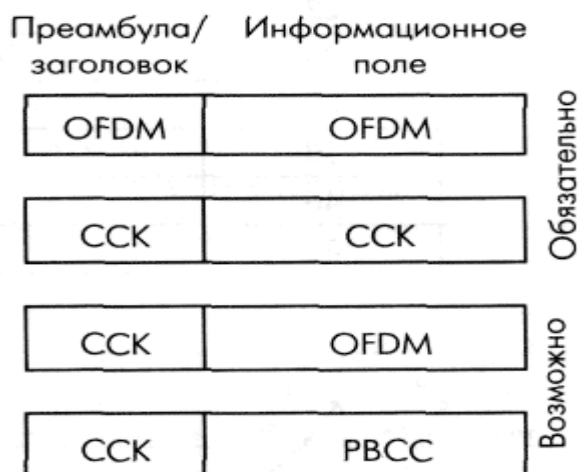 Преамбула/ Информационное
заголовок поле
OFDM OFDM
CCK CCK
Обязательно
CCK OFDM
CCK PBCC
Возможно